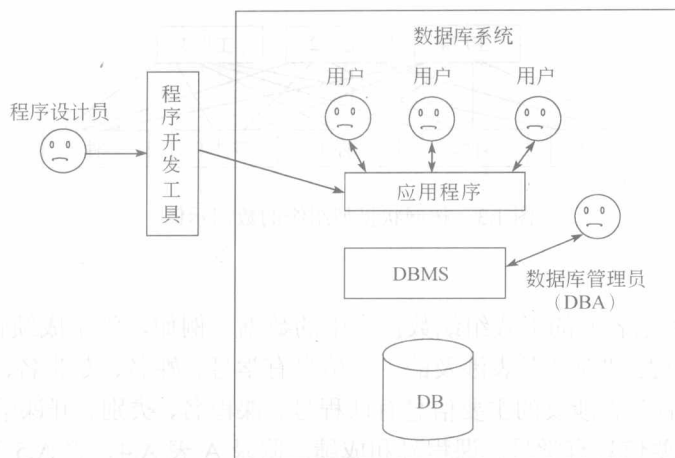 数据库系统
用户 用户 用户
程序设计员
程序开发工具
应用程序
DBMS
数据库管理员
(DBA)
DB